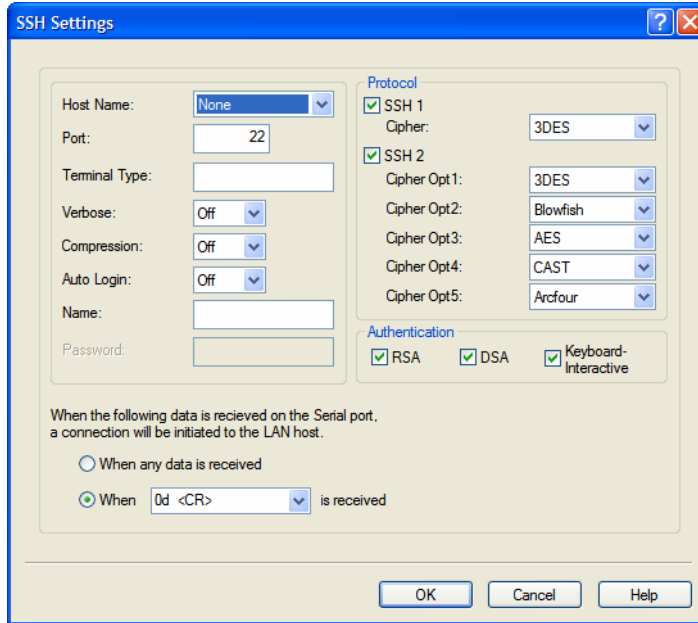 SSH Settings
Host Name: None
Port: 22
Terminal Type:
Verbose: Off
Compression: Off
Auto Login: Off
Name:
Password:
Protocol
SSH 1
Cipher: 3DES
SSH 2
Cipher Opt1: 3DES
Cipher Opt2: Blowfish
Cipher Opt3: AES
Cipher Opt4: CAST
Cipher Opt5: Arcfour
Authentication
RSA DSA Keyboard-
Interactive
When the following data is recieved on the Serial port,
a connection will be initiated to the LAN host.
When any data is received
When 0d <CR> is received
OK Cancel Help